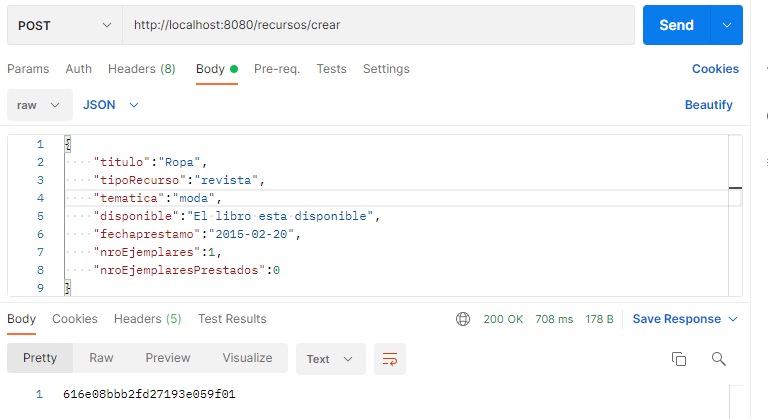 POST http://localhost:8080/recursos/crear Send
Params Auth Headers (8) Body Pre-req. Tests Settings Cookies
raw JSON Beautify
1 {
2 "titulo":"Ropa",
3 "tipoRecurso":"revista",
4 "tematica":"moda",
5 "disponible":"El libro esta disponible",
6 "fechaprestamo":"2015-02-20",
7 "nroEjemplares":1,
8 "nroEjemplaresPrestados":0
9 }
Body Cookies Headers (5) Test Results 200 OK 708 ms 178 B Save Response
Pretty Raw Preview Visualize Text
1 616e08bbb2fd27193e059f01